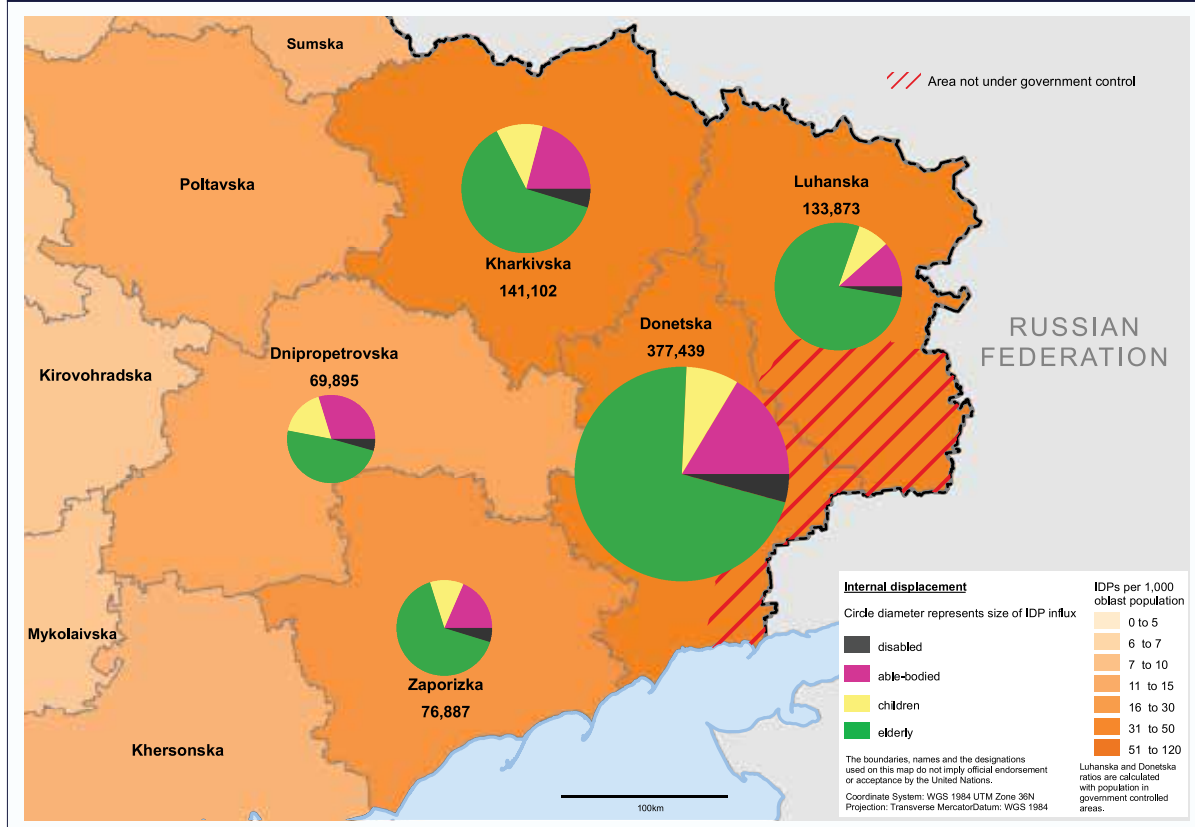 Sumska
Area not under government control
Poltavska
Luhanska
133,873
Kharkivska
141,102
Donetska
377,439
RUSSIAN
FEDERATION
Dnipropetrovska
69,895
Kirovohradska
Mykolaivska
Zaporizka
76,887
Khersonska
100km
Internal displacement
Circle diameter represents size of IDP influx
disabled
able-bodied
children
elderly
The boundaries, names and the designations
used on this map do not imply official endorsement
or acceptance by the United Nations.
Coordinate System: WGS 1984 UTM Zone 36N
Projection: Transverse MercatorDatum: WGS 1984
IDPs per 1,000
oblast population
0 to 5
6 to 7
7 to 10
11 to 15
16 to 30
31 to 50
51 to 120
Luhanska and Donetska
ratios are calculated
with population in
government controlled
areas.